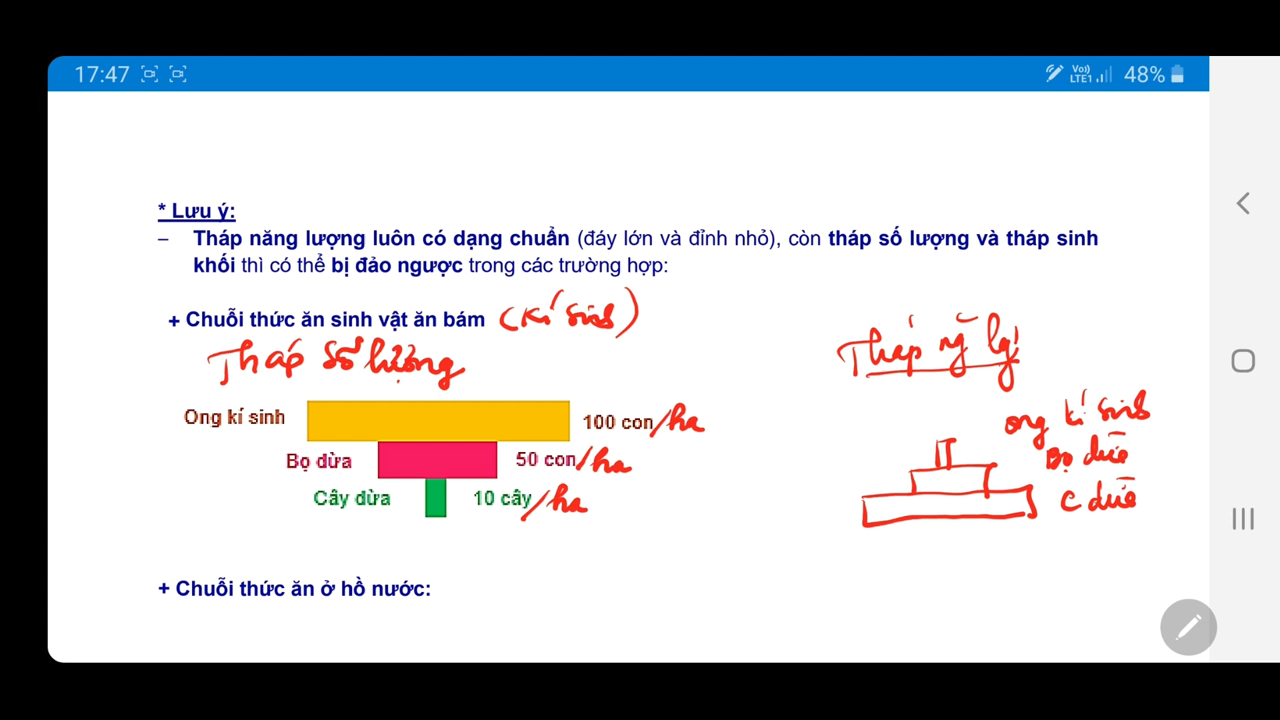 17:47
Vo)) LTE1 48%
* Lưu ý:
– Tháp năng lượng luôn có dạng chuẩn (đáy lớn và đỉnh nhỏ), còn tháp số lượng và tháp sinh
khối thì có thể bị đảo ngược trong các trường hợp:
+ Chuỗi thức ăn sinh vật ăn bám (Kí sinh)
Tháp số lượng
Tháp
Ong kí sinh 100 con/ha
Bọ dừa 50 con/ha
Cây dừa 10 cây/ha
ong kí sinh
Bọ dừa
C dừa
+ Chuỗi thức ăn ở hồ nước: